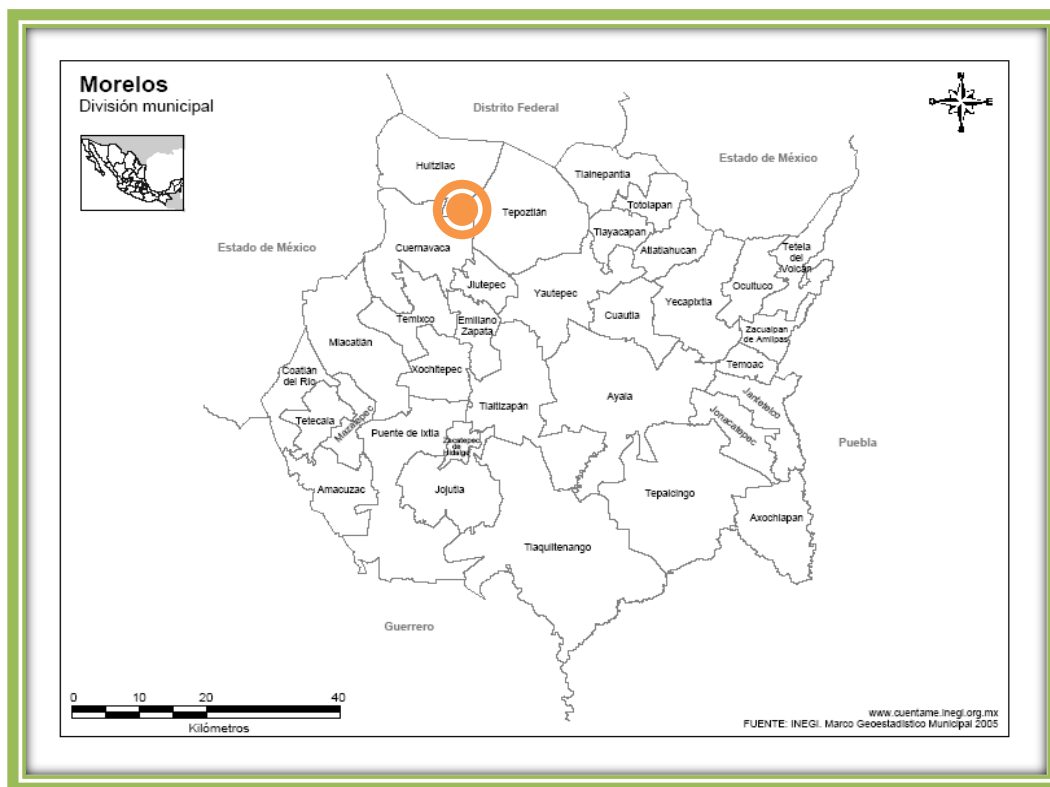 Morelos
División municipal
N
E
Distrito Federal
Estado de México
Huitzilac
Tlalnepantla
Totolapan
Tepoztlán
Tlayacapan
Atlatlahucan
Estado de México
Cuernavaca
Tetela
del
Volcán
Jiutepec
Yautepec
Ocuituco
Yecapixtla
Cuautla
Temixco
Emiliano
Zapata
Zacualpan
de Amilpas
Miacatlán
Temoac
Coatlán
del Río
Xochitepec
Ayala
Jantetelco
Tlaltizapán
Jonacatepec
Tetecala
Mazatepec
Puente de Ixtla
Zacatepec
de
Hidalgo
Puebla
Amacuzac
Jojutla
Tepalcingo
Axochiapan
Tlaquiltenango
Guerrero
0 10 20 40
Kilómetros
www.cuentame.inegi.org.mx
FUENTE: INEGI. Marco Geoestadístico Municipal 2005